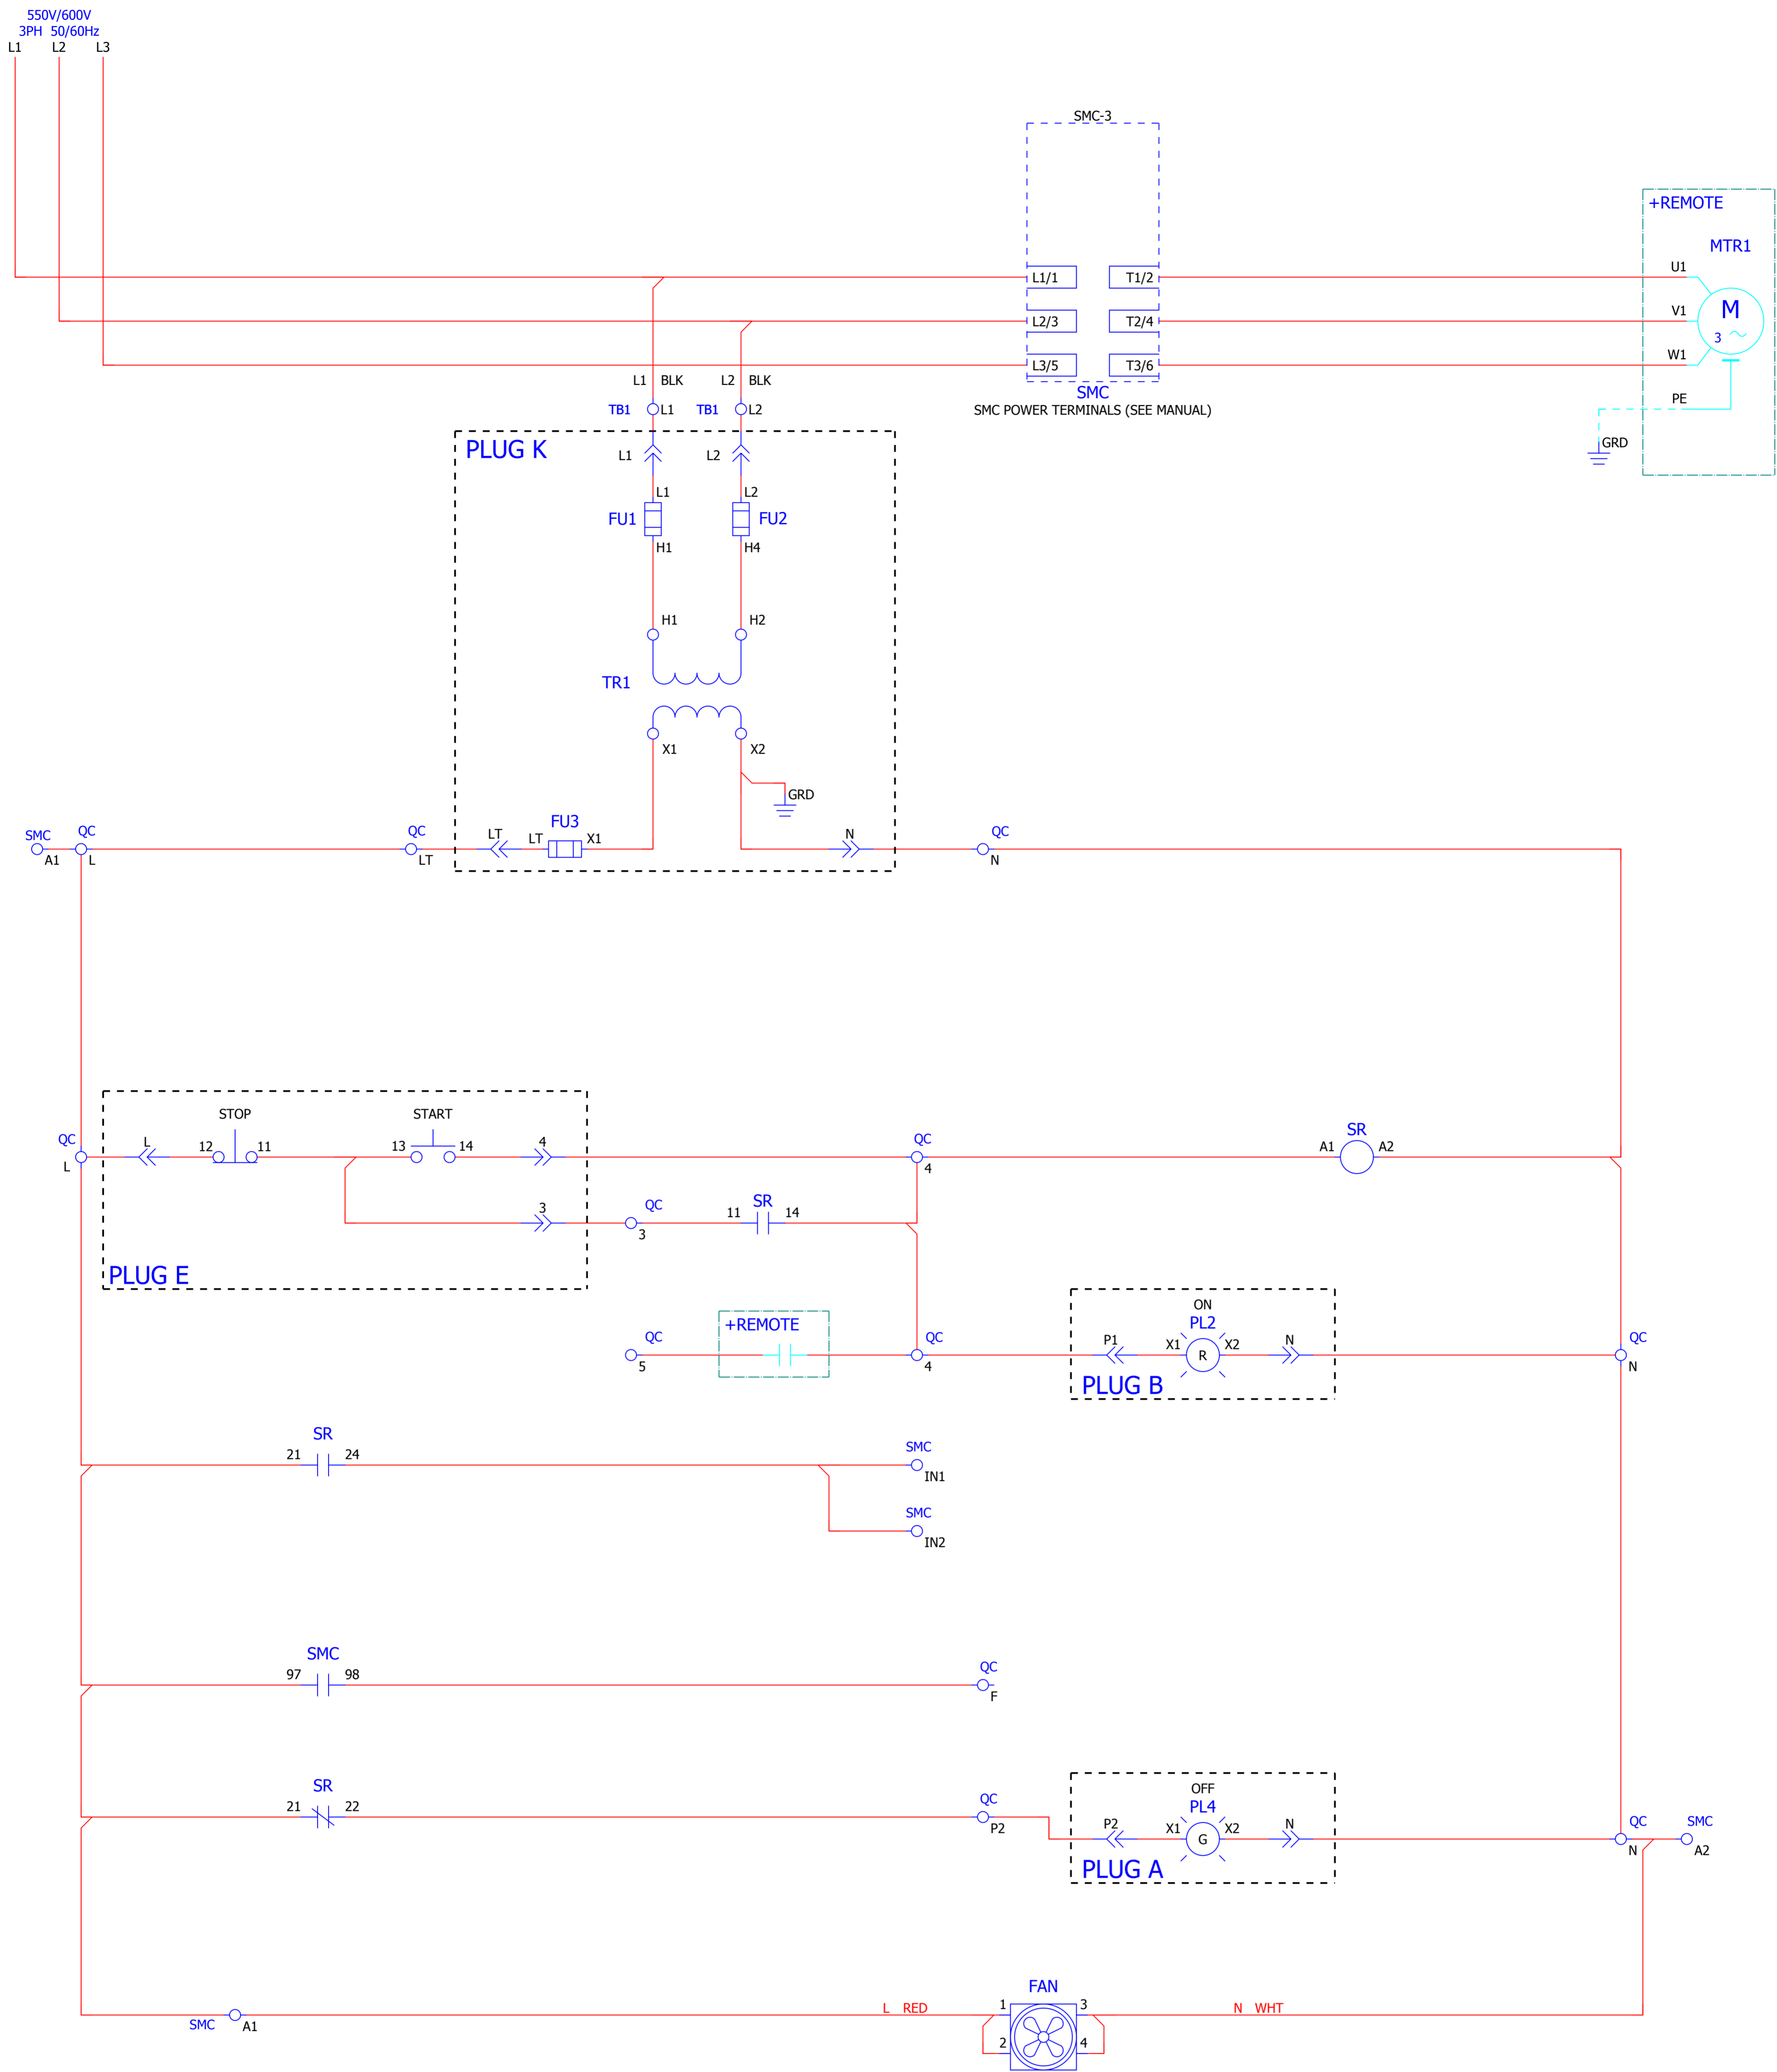 550V/600V
3PH 50/60Hz
L1 L2 L3
SMC-3
+REMOTE
MTR1
L1/1 T1/2 U1
L2/3 T2/4 V1
M
3
L3/5 T3/6 W1
L1 BLK L2 BLK
SMC
SMC POWER TERMINALS (SEE MANUAL)
PE
TB1 L1 TB1 L2
GRD
PLUG K
L1 L2
L1 L2
FU1 FU2
H1 H4
H1 H2
TR1
X1 X2
GRD
SMC QC QC FU3 QC
LT LT X1 N
A1 L LT N
STOP START
QC L 12 11 13 14 4 QC SR
A1 A2
L 4
3 QC 11 SR 14
3
PLUG E
ON
+REMOTE PL2
QC QC P1 X1 X2 N QC
R
5 4 N
PLUG B
SR SMC
21 24
IN1
SMC
IN2
SMC QC
97 98
F
OFF
SR QC PL4 QC SMC
21 22 P2 X1 X2 N
P2 G N A2
PLUG A
FAN
L RED 1 3 N WHT
SMC A1
2 4